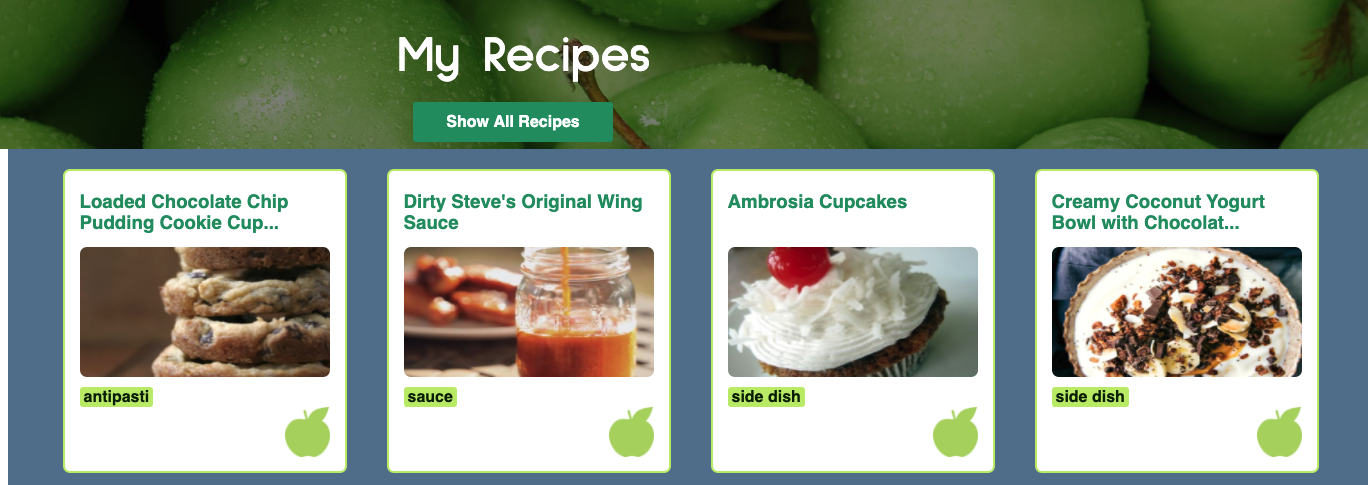 My Recipes
Show All Recipes
Loaded Chocolate Chip
Pudding Cookie Cup...
antipasti
Dirty Steve's Original Wing
Sauce
sauce
Ambrosia Cupcakes
side dish
Creamy Coconut Yogurt
Bowl with Chocolat...
side dish